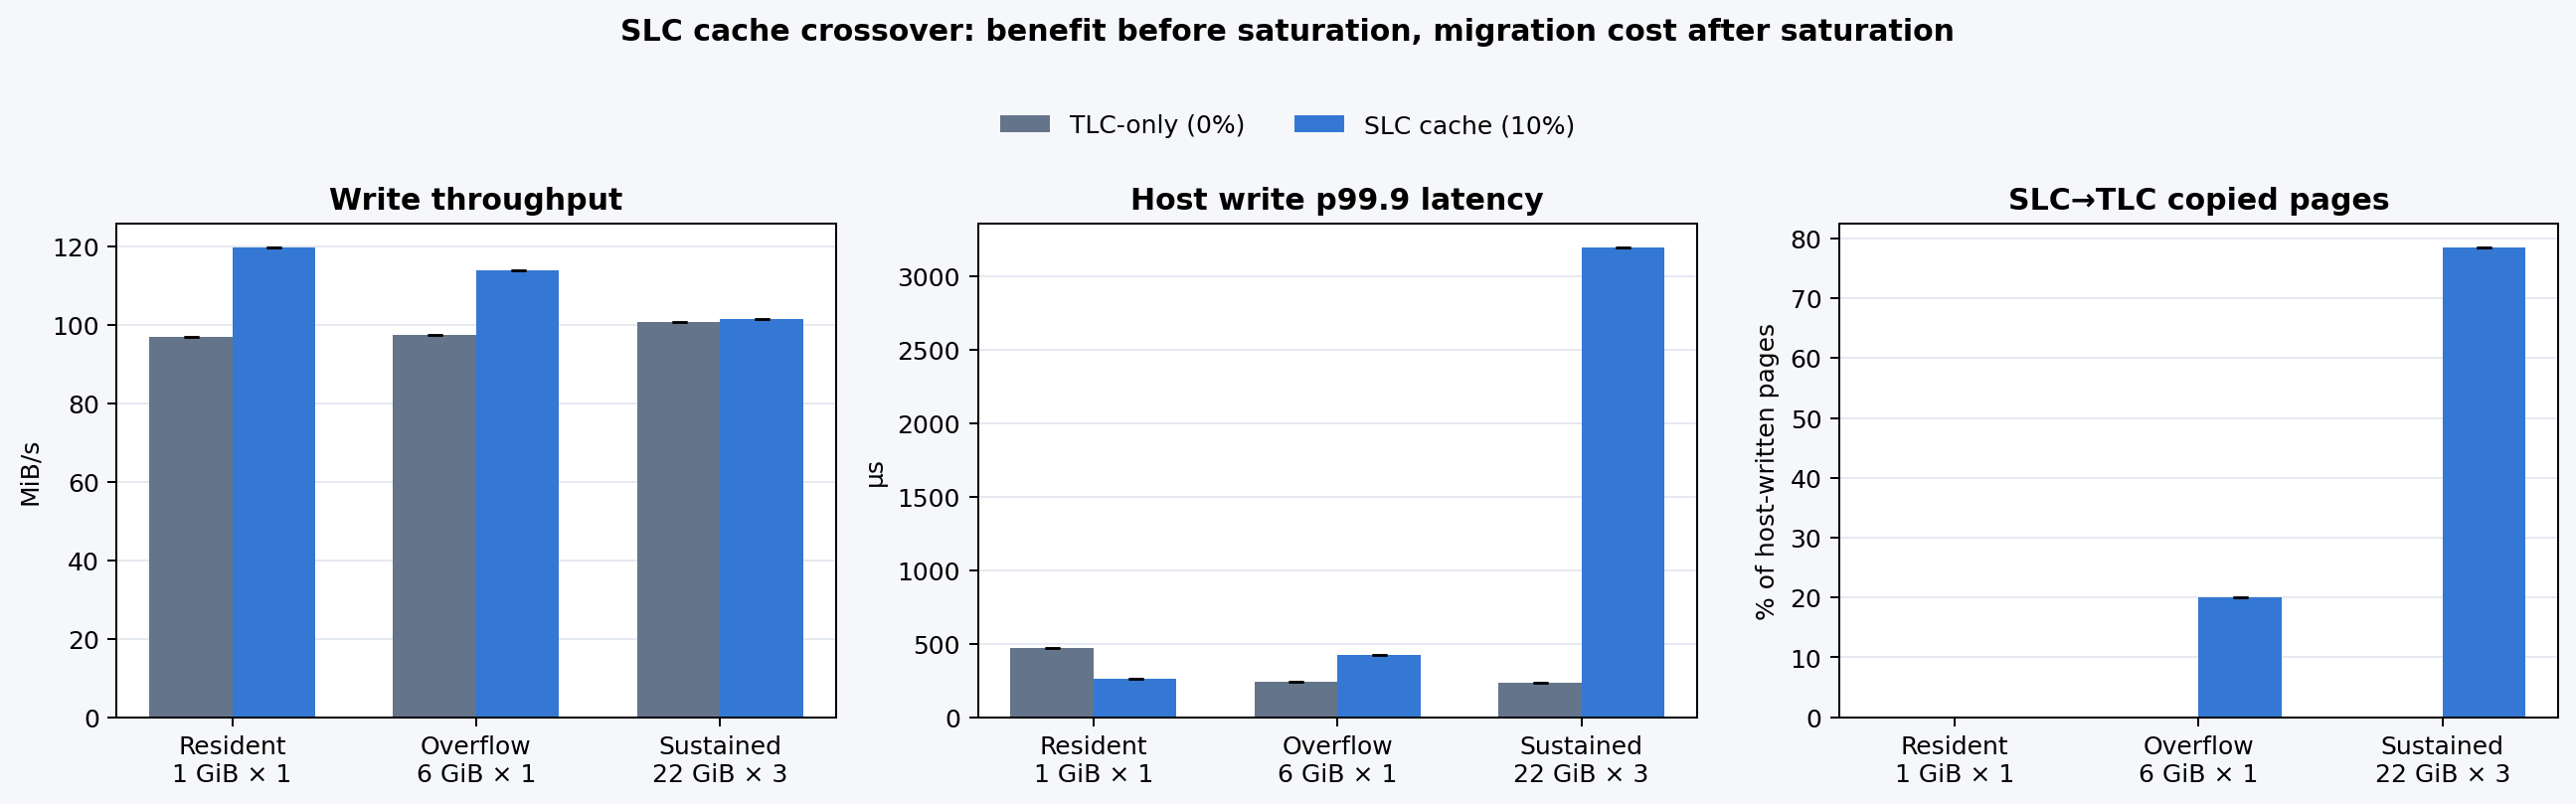 SLC cache crossover: benefit before saturation, migration cost after saturation
TLC-only (0%)
SLC cache (10%)
Write throughput
MiB/s
120
100
80
60
40
20
0
Resident
1 GiB × 1
Overflow
6 GiB × 1
Sustained
22 GiB × 3
Host write p99.9 latency
µs
3000
2500
2000
1500
1000
500
0
Resident
1 GiB × 1
Overflow
6 GiB × 1
Sustained
22 GiB × 3
SLC→TLC copied pages
% of host-written pages
80
70
60
50
40
30
20
10
0
Resident
1 GiB × 1
Overflow
6 GiB × 1
Sustained
22 GiB × 3